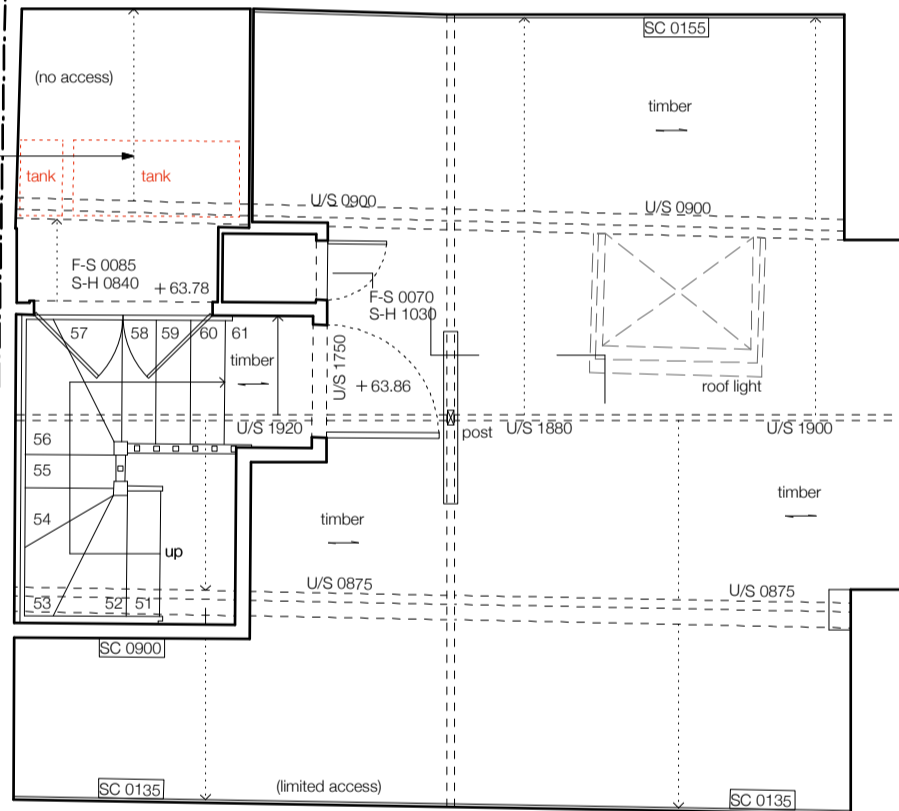 SC 0155
(no access)
timber
tank
tank
U/S 0900
U/S 0900
F-S 0085
S-H 0840
+ 63.78
F-S 0070
S-H 1030
57
58
59
60
61
timber
U/S 1750
+ 63.86
roof light
U/S 1920
post
U/S 1880
U/S 1900
56
55
54
timber
timber
up
U/S 0875
U/S 0875
53
52
51
SC 0900
SC 0135
(limited access)
SC 0135